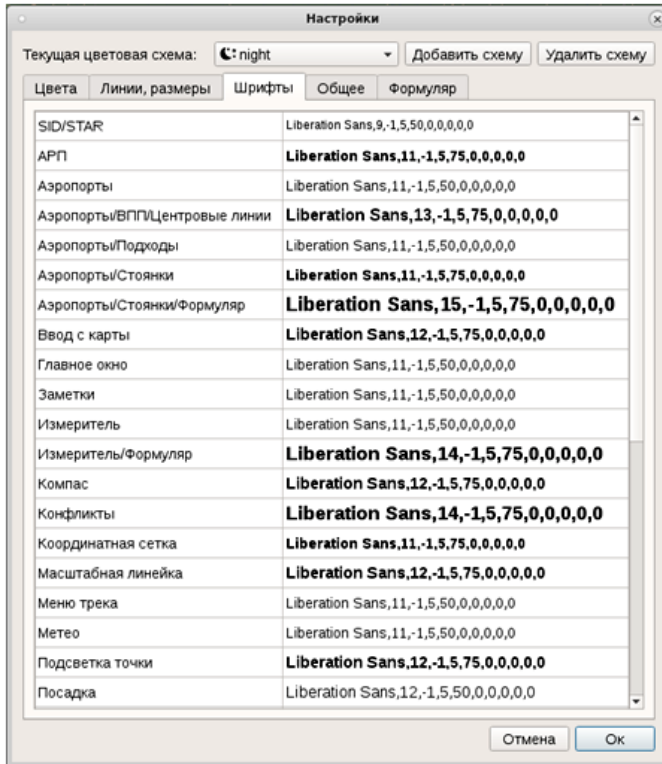 Настройки
Текущая цветовая схема: night Добавить схему Удалить схему
Цвета Линии, размеры Шрифты Общее Формуляр
SID/STAR Liberation Sans,9,-1,5,50,0,0,0,0,0
АРП Liberation Sans,11,-1,5,75,0,0,0,0,0
Аэропорты Liberation Sans,11,-1,5,50,0,0,0,0,0
Аэропорты/ВПП/Центровые линии Liberation Sans,13,-1,5,75,0,0,0,0,0
Аэропорты/Подходы Liberation Sans,11,-1,5,50,0,0,0,0,0
Аэропорты/Стоянки Liberation Sans,11,-1,5,75,0,0,0,0,0
Аэропорты/Стоянки/Формуляр Liberation Sans,15,-1,5,75,0,0,0,0,0
Ввод с карты Liberation Sans,12,-1,5,75,0,0,0,0,0
Главное окно Liberation Sans,11,-1,5,50,0,0,0,0,0
Заметки Liberation Sans,11,-1,5,50,0,0,0,0,0
Измеритель Liberation Sans,11,-1,5,50,0,0,0,0,0
Измеритель/Формуляр Liberation Sans,14,-1,5,75,0,0,0,0,0
Компас Liberation Sans,12,-1,5,75,0,0,0,0,0
Конфликты Liberation Sans,14,-1,5,75,0,0,0,0,0
Координатная сетка Liberation Sans,11,-1,5,75,0,0,0,0,0
Масштабная линейка Liberation Sans,12,-1,5,75,0,0,0,0,0
Меню трека Liberation Sans,11,-1,5,50,0,0,0,0,0
Метео Liberation Sans,11,-1,5,50,0,0,0,0,0
Подсветка точки Liberation Sans,12,-1,5,75,0,0,0,0,0
Посадка Liberation Sans,12,-1,5,50,0,0,0,0,0
Отмена Ок